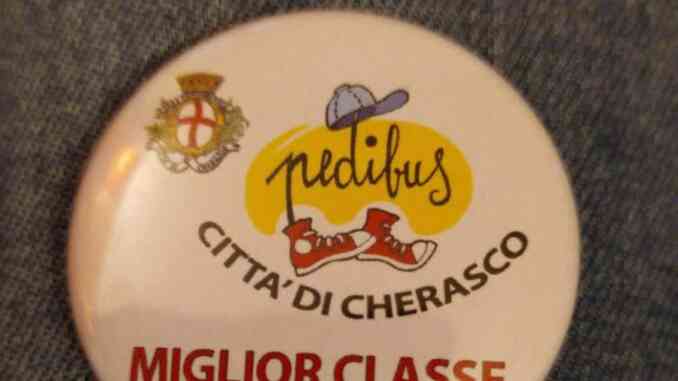 pedibus
CITTA' DI CHERASCO
MIGLIOR CLASSE